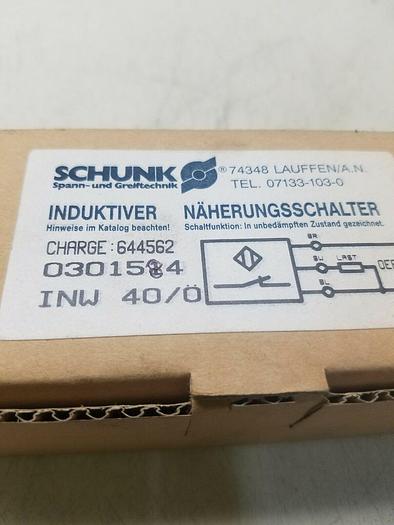 SCHUNK
Spann- und Greiftechnik
® 74348 LAUFFEN/A.N.
TEL. 07133-103-0
INDUKTIVER NÄHERUNGSSCHALTER
Hinweise im Katalog beachten! Schaltfunktion: In unbedämpften Zustand gezeichnet.
CHARGE: 644562
BR
SW LAST
BL
INW 40/Ö